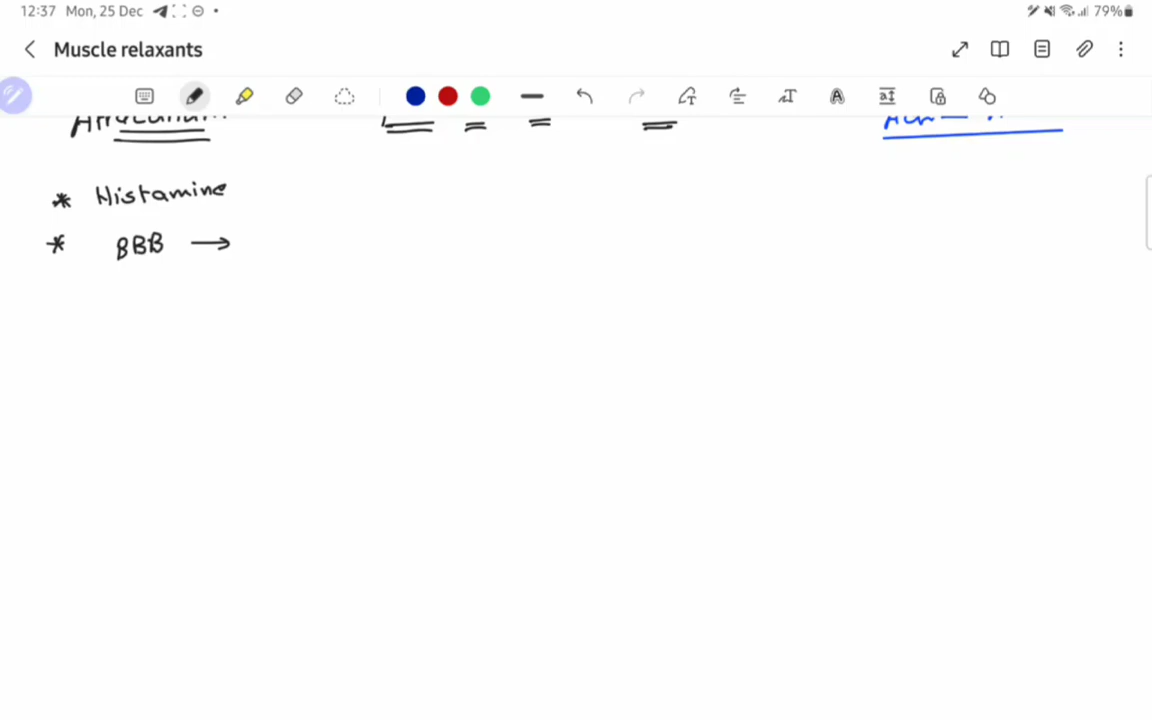 12:37 Mon, 25 Dec 79%
Muscle relaxants
* Histamine
* BBB →